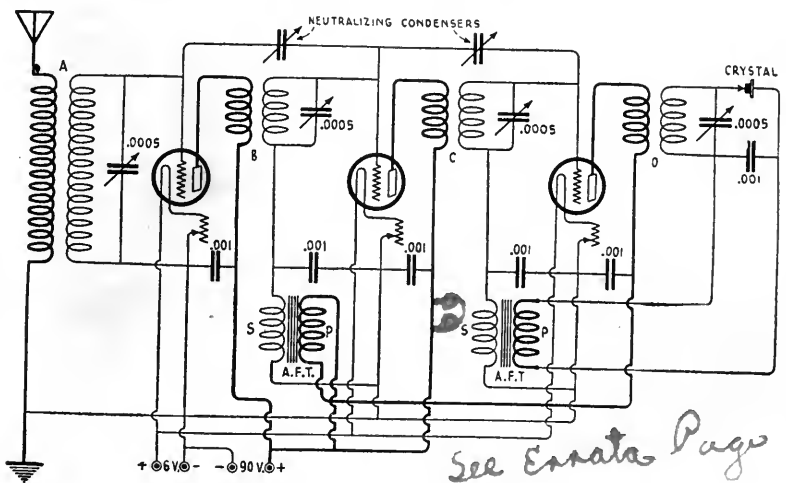 NEUTRALIZING CONDENSERS
A
CRYSTAL
.0005
.0005
.0005
.0005
B
C
D
.001
.001
.001
.001
.001
.001
S
P
S
P
A.F.T.
A.F.T
+ 6V. - - 90V. +
See Errata Page